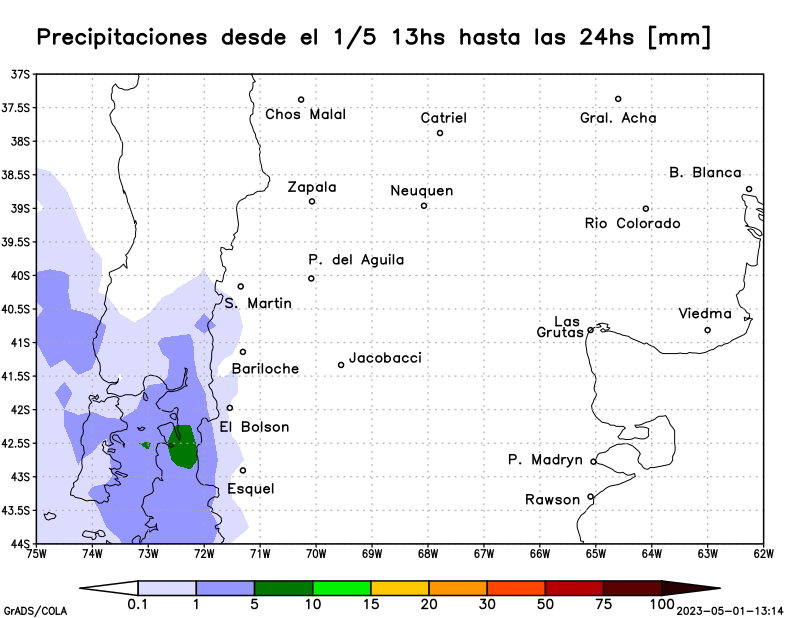 Precipitaciones desde el 1/5 13hs hasta las 24hs [mm]
37S
37.5S
38S
38.5S
39S
39.5S
40S
40.5S
41S
41.5S
42S
42.5S
43S
43.5S
44S
Chos Malal
Catriel
Gral. Acha
B. Blanca
Zapala
Neuquen
Rio Colorado
P. del Aguila
S. Martin
Viedma
Las
Grutas
Bariloche
Jacobacci
El Bolson
P. Madryn
Esquel
Rawson
75W 74W 73W 72W 71W 70W 69W 68W 67W 66W 65W 64W 63W 62W
0.1 1 5 10 15 20 30 50 75 100
GrADS/COLA
2023-05-01-13:14